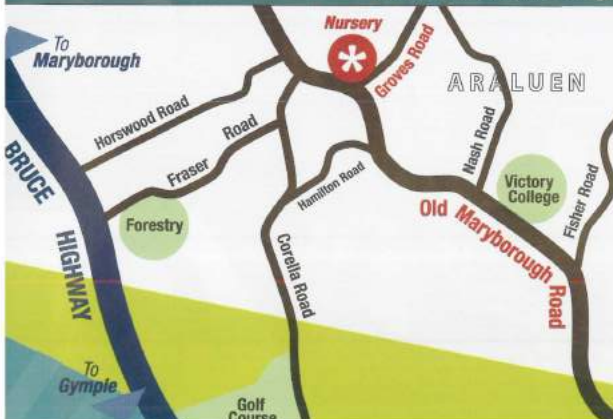 Nursery
To
Maryborough
Groves Road
ARALUEN
Horswood Road
Fraser Road
Nash Road
BRUCE HIGHWAY
Forestry
Hamilton Road
Victory
College
Fisher Road
Old Maryborough Road
Corella Road
To
Gympie
Golf
Course